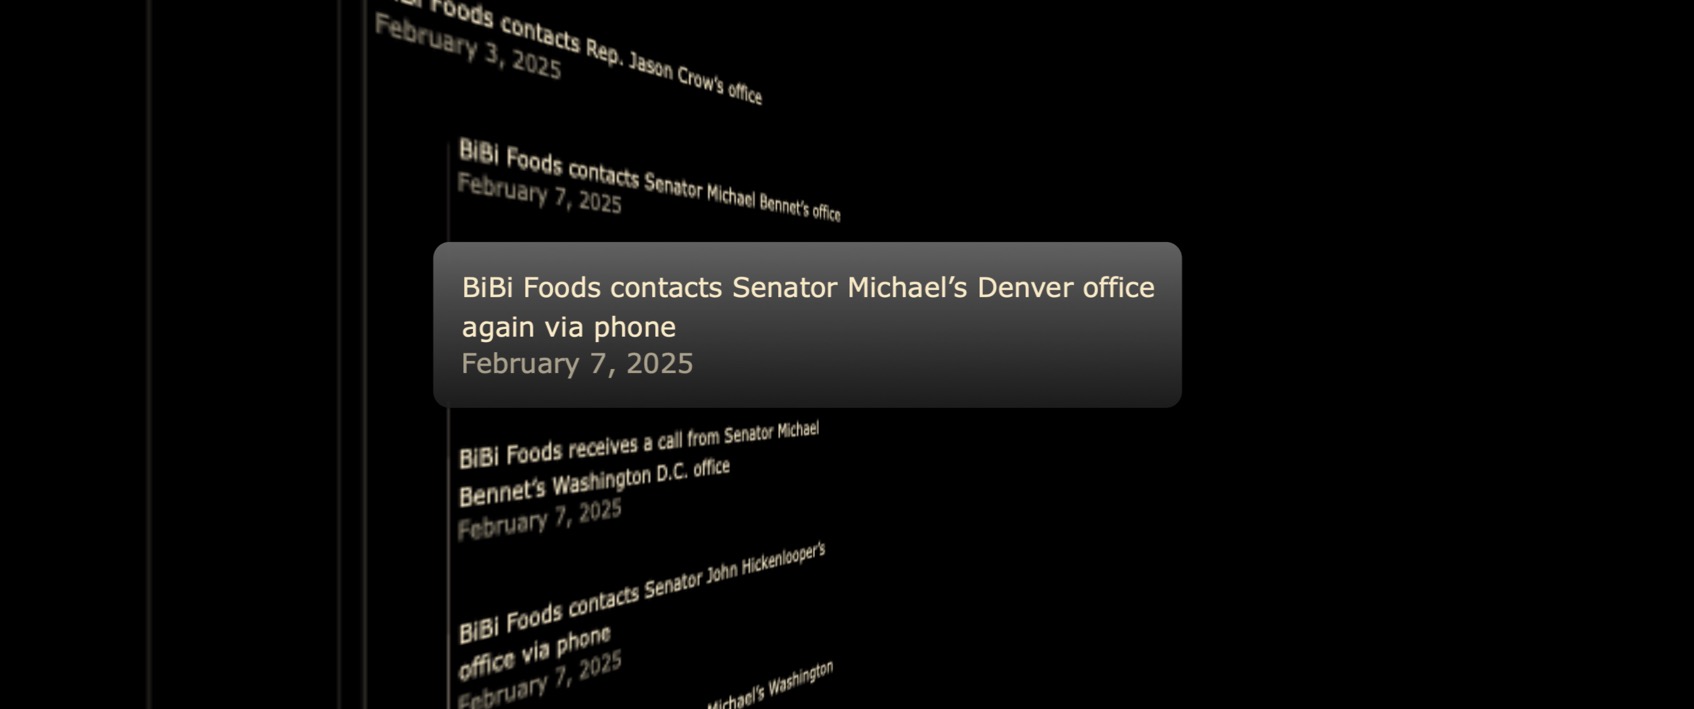 Foods contacts Rep. Jason Crow’s office
February 3, 2025
BiBi Foods contacts Senator Michael Bennet’s office
February 7, 2025
BiBi Foods contacts Senator Michael’s Denver office
again via phone
February 7, 2025
BiBi Foods receives a call from Senator Michael
Bennet’s Washington D.C. office
February 7, 2025
BiBi Foods contacts Senator John Hickenlooper’s
office via phone
February 7, 2025
Michael’s Washington